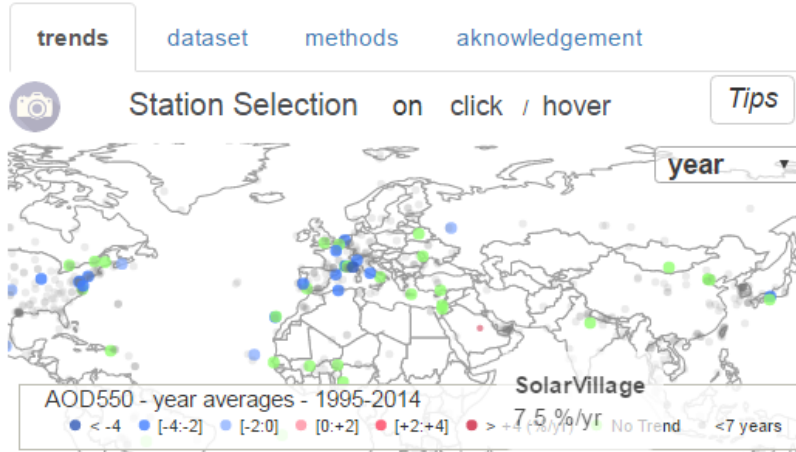 trends dataset methods aknowledgement
Station Selection on click / hover Tips
year
SolarVillage
AOD550 - year averages - 1995-2014
7.5 %/yr
< -4 [-4:-2] [-2:0] [0:+2] [+2:+4] > +4 (%/yr) No Trend <7 years